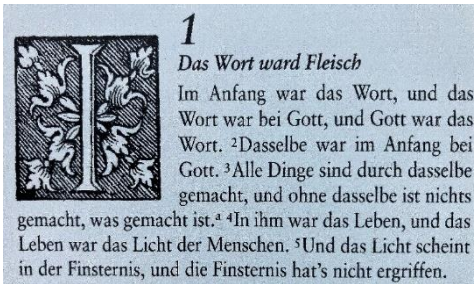 1
Das Wort ward Fleisch
I
Im Anfang war das Wort, und das
Wort war bei Gott, und Gott war das
Wort. ²Dasselbe war im Anfang bei
Gott. ³Alle Dinge sind durch dasselbe
gemacht, und ohne dasselbe ist nichts
gemacht, was gemacht ist.ᵃ ⁴In ihm war das Leben, und das
Leben war das Licht der Menschen. ⁵Und das Licht scheint
in der Finsternis, und die Finsternis hat's nicht ergriffen.